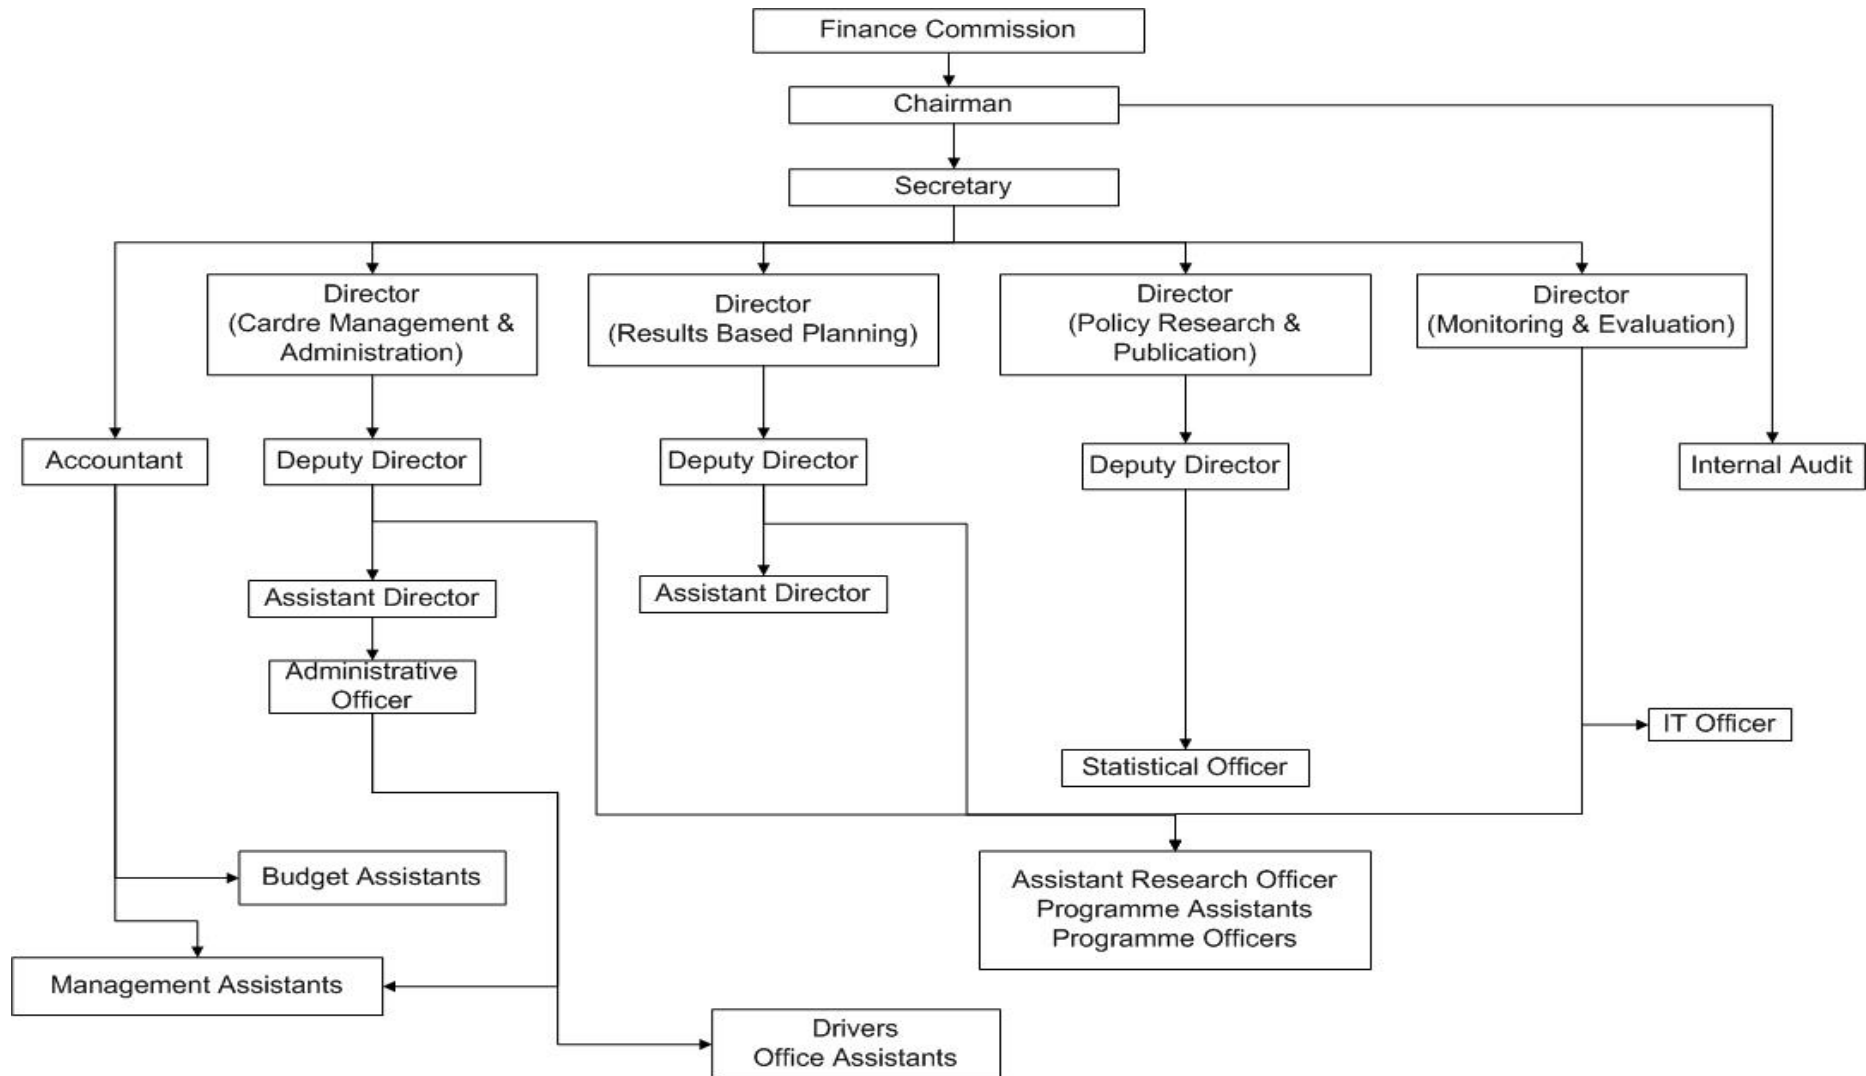 Finance Commission
Chairman
Secretary
Director
(Cardre Management &
Administration)
Director
(Results Based Planning)
Director
(Policy Research &
Publication)
Director
(Monitoring & Evaluation)
Accountant
Deputy Director
Deputy Director
Deputy Director
Internal Audit
Assistant Director
Assistant Director
Administrative
Officer
IT Officer
Statistical Officer
Budget Assistants
Assistant Research Officer
Programme Assistants
Programme Officers
Management Assistants
Drivers
Office Assistants